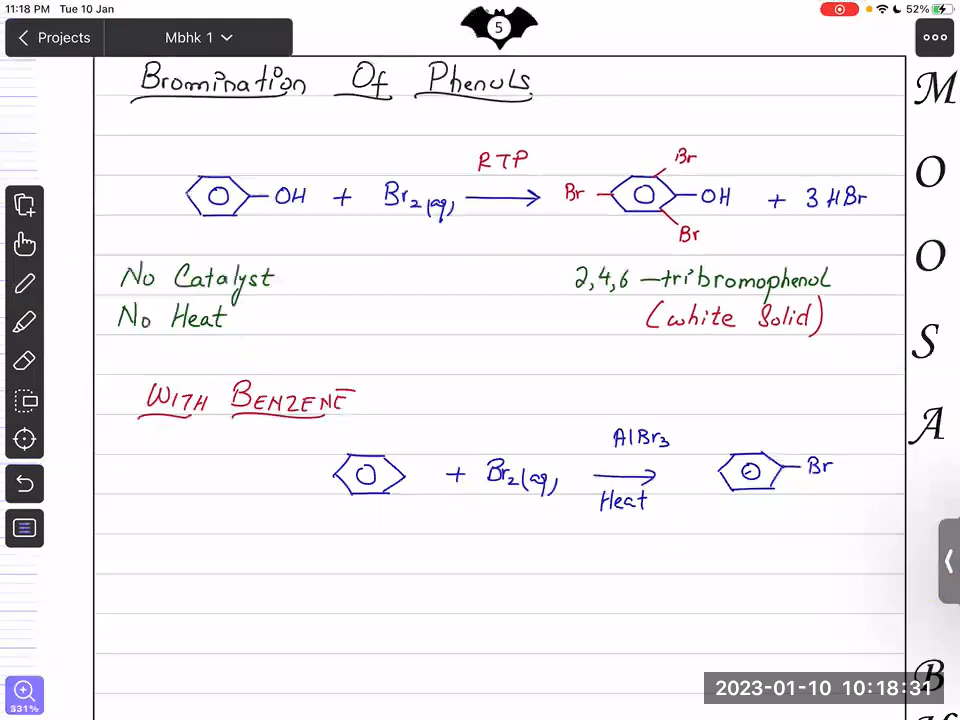 11:18 PM Tue 10 Jan
52%
Projects
Mbhk 1
5
Bromination Of Phenols
RTP
OH + Br2(aq) → Br Br Br OH + 3HBr
No Catalyst
2,4,6 -tribromophenol
No Heat
(white Solid)
WITH BENZENE
AlBr3
+ Br2(aq) → Br
Heat
M
O
O
S
A
B
831%
2023-01-10 10:18:31